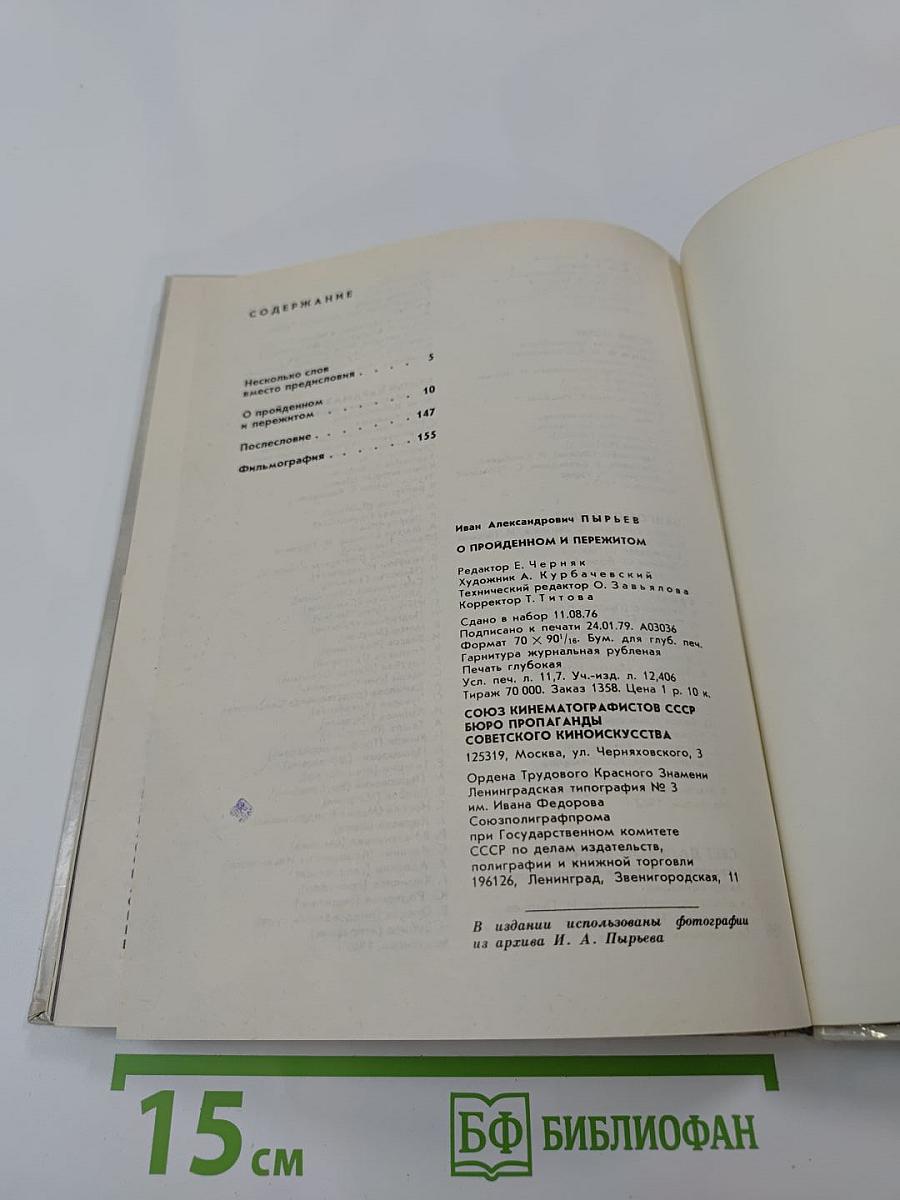 СОДЕРЖАНИЕ
Несколько слов
вместо предисловия . . . . 5
О пройденном
и пережитом . . . . . . 10
Послесловие . . . . . . 147
Фильмография . . . . . . 155
Иван Александрович ПЫРЬЕВ
О ПРОЙДЕННОМ И ПЕРЕЖИТОМ
Редактор Е. Черняк
Художник А. Курбачевский
Технический редактор О. Завьялова
Корректор Т. Титова
Сдано в набор 11.08.76
Подписано к печати 24.01.79. А03036
Формат 70 × 90¹/₁₆. Бум. для глуб. печ.
Гарнитура журнальная рубленая
Печать глубокая
Усл. печ. л. 11,7. Уч.-изд. л. 12,406
Тираж 70 000. Заказ 1358. Цена 1 р. 10 к.
СОЮЗ КИНЕМАТОГРАФИСТОВ СССР
БЮРО ПРОПАГАНДЫ
СОВЕТСКОГО КИНОИСКУССТВА
125319, Москва, ул. Черняховского, 3
Ордена Трудового Красного Знамени
Ленинградская типография № 3
им. Ивана Федорова
Союзполиграфпрома
при Государственном комитете
СССР по делам издательств,
полиграфии и книжной торговли
196126, Ленинград, Звенигородская, 11
В издании использованы фотографии
из архива И. А. Пырьева
15 см
БФ БИБЛИОФАН